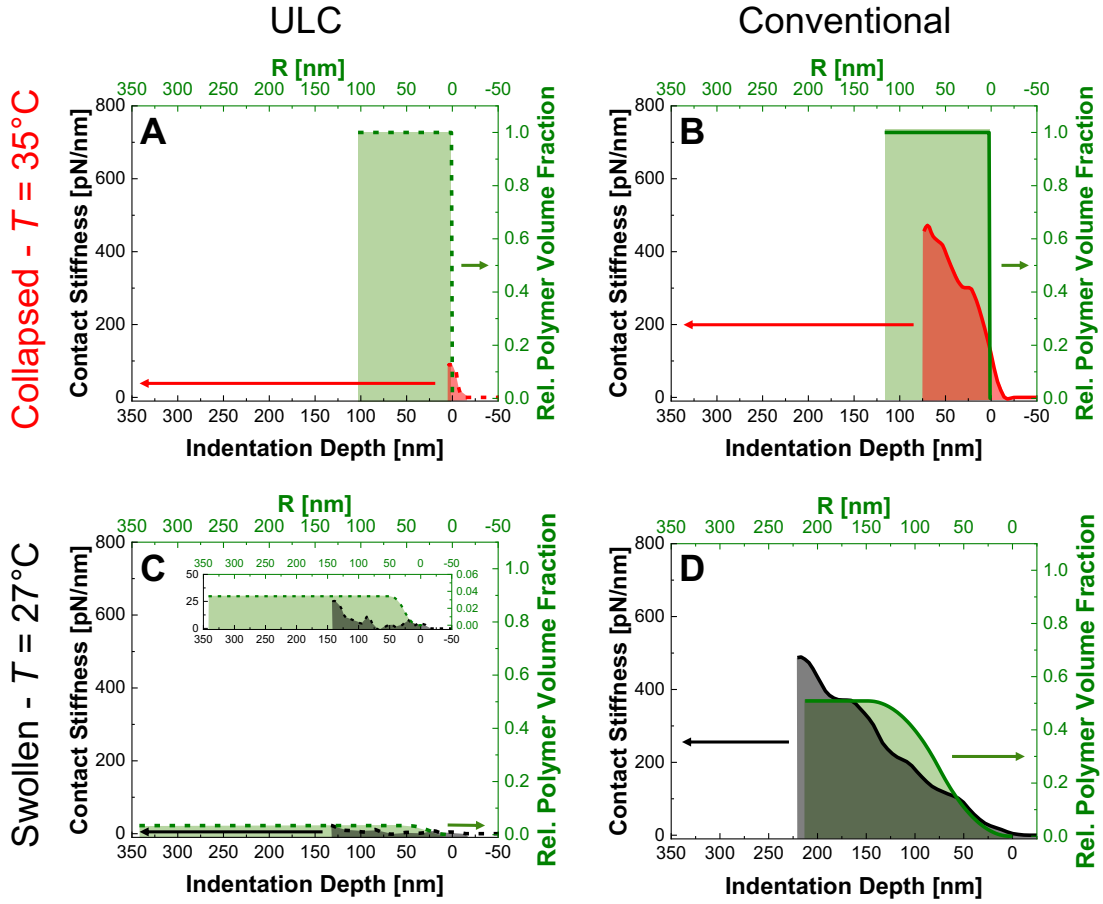 ULC
Conventional
Collapsed - T = 35°C
Swollen - T = 27°C
R [nm]
350 300 250 200 150 100 50 0 -50
A
Contact Stiffness [pN/nm]
800
600
400
200
0
Rel. Polymer Volume Fraction
1.0
0.8
0.6
0.4
0.2
0.0
350 300 250 200 150 100 50 0 -50
Indentation Depth [nm]
R [nm]
350 300 250 200 150 100 50 0 -50
B
Contact Stiffness [pN/nm]
800
600
400
200
0
Rel. Polymer Volume Fraction
1.0
0.8
0.6
0.4
0.2
0.0
350 300 250 200 150 100 50 0 -50
Indentation Depth [nm]
R [nm]
350 300 250 200 150 100 50 0 -50
C
Contact Stiffness [pN/nm]
800
600
400
200
0
350 300 250 200 150 100 50 0 -50
50
25
0
0.06
0.04
0.02
0.00
350 300 250 200 150 100 50 0 -50
Rel. Polymer Volume Fraction
1.0
0.8
0.6
0.4
0.2
0.0
350 300 250 200 150 100 50 0 -50
Indentation Depth [nm]
R [nm]
350 300 250 200 150 100 50 0
D
Contact Stiffness [pN/nm]
800
600
400
200
0
Rel. Polymer Volume Fraction
1.0
0.8
0.6
0.4
0.2
0.0
350 300 250 200 150 100 50 0
Indentation Depth [nm]